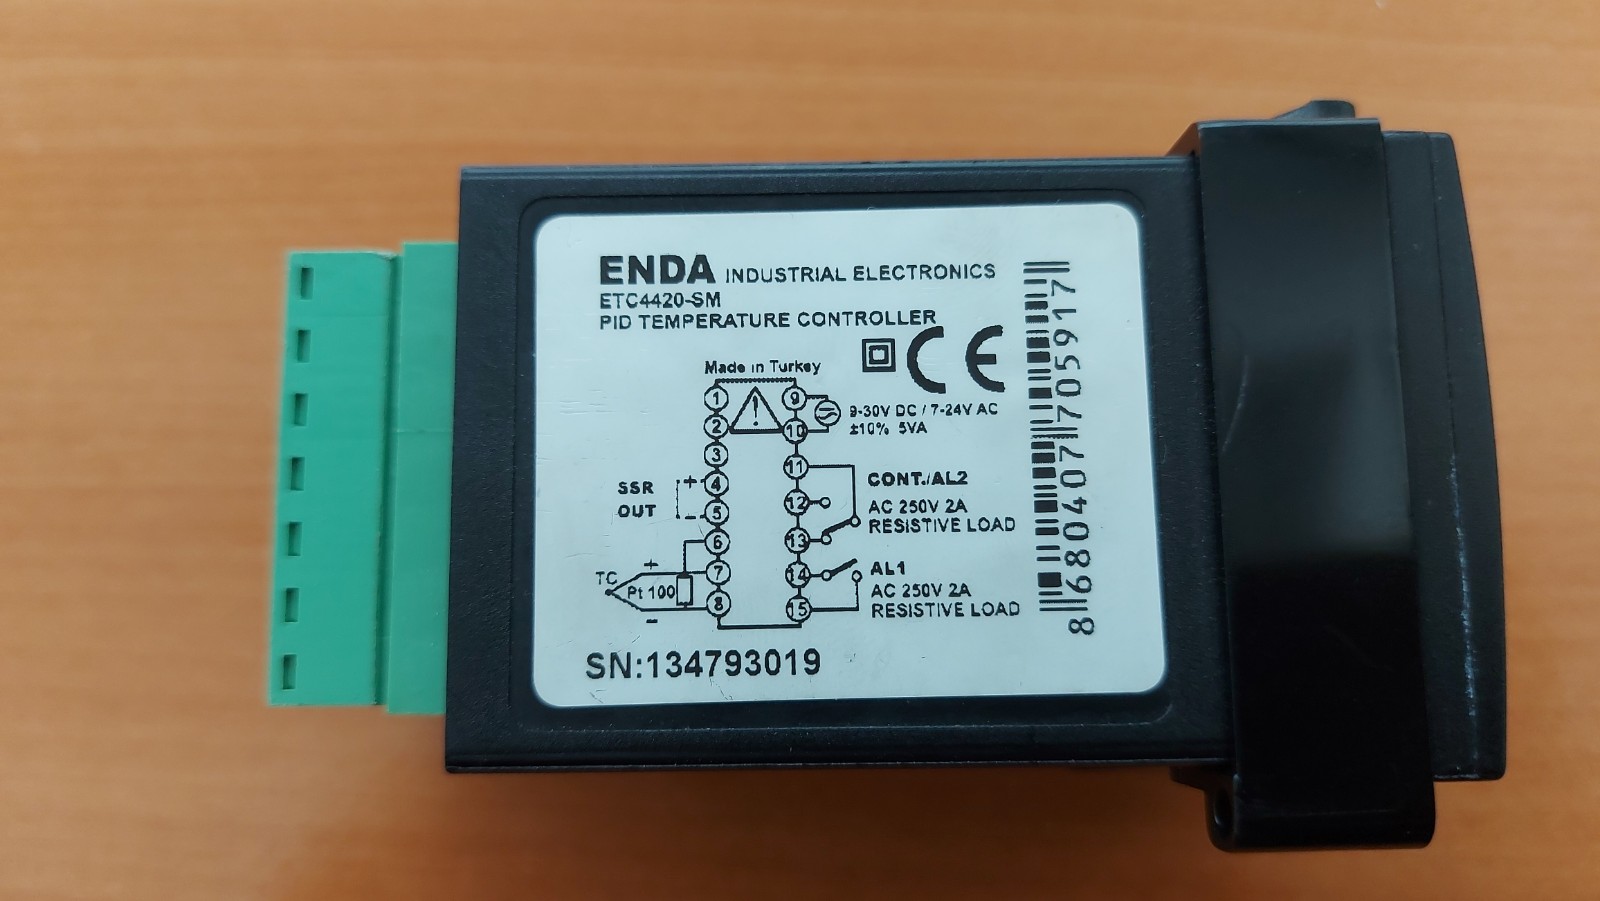 ENDA INDUSTRIAL ELECTRONICS
ETC4420-SM
PID TEMPERATURE CONTROLLER
CE
Made in Turkey
1
2
3
4
5
6
7
8
9
10
11
12
13
14
15
9-30V DC / 7-24V AC
±10% 5VA
SSR
OUT
+
-
CONT./AL2
AC 250V 2A
RESISTIVE LOAD
AL1
AC 250V 2A
RESISTIVE LOAD
TC
+
Pt 100
-
SN:134793019
8680407705917